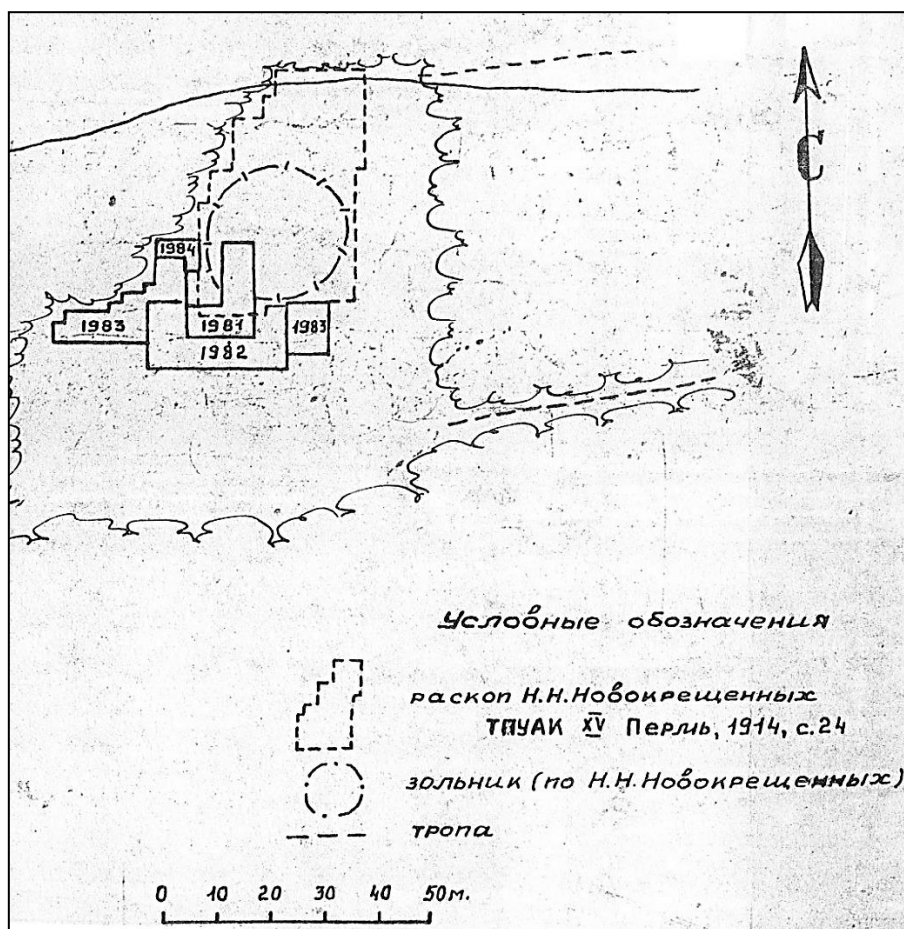 С
1984
1983
1981
1983
1982
Условные обозначения
раскоп Н.Н.Новокрещенных
ТПУАК XV Пермь, 1914, с.24
зольник (по Н.Н.Новокрещенных)
тропа
0 10 20 30 40 50м.